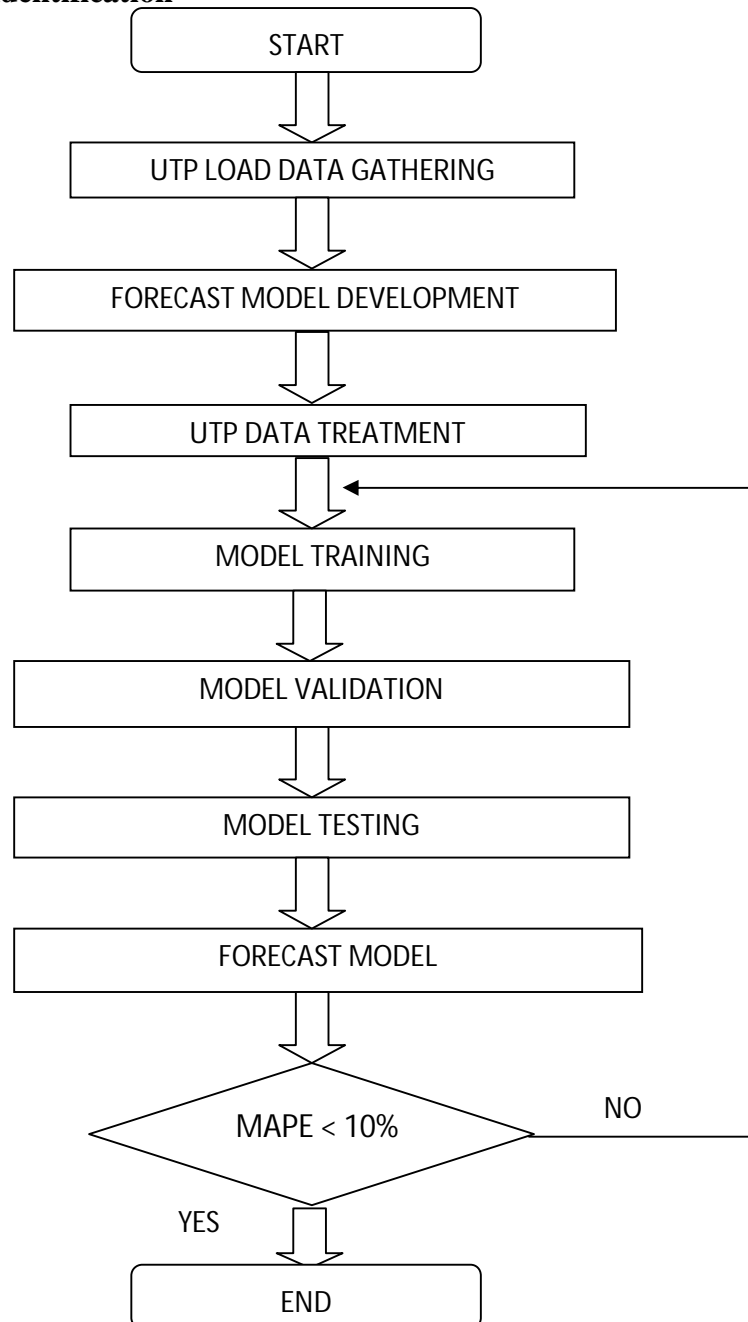 START
UTP LOAD DATA GATHERING
FORECAST MODEL DEVELOPMENT
UTP DATA TREATMENT
MODEL TRAINING
MODEL VALIDATION
MODEL TESTING
FORECAST MODEL
MAPE < 10%
NO
YES
END